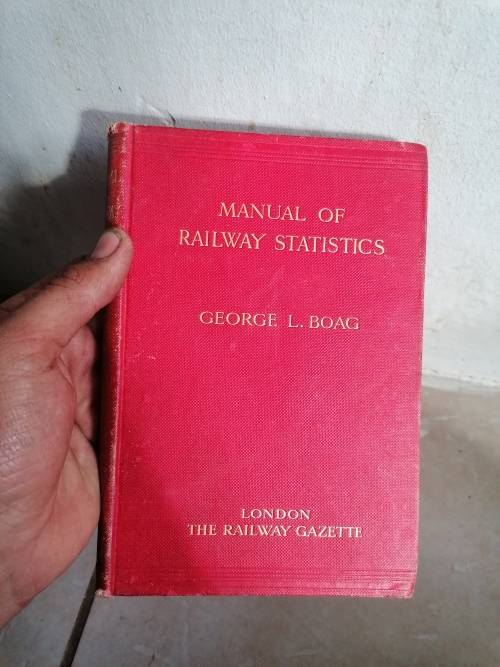 MANUAL OF
RAILWAY STATISTICS
GEORGE L. BOAG
LONDON
THE RAILWAY GAZETTE